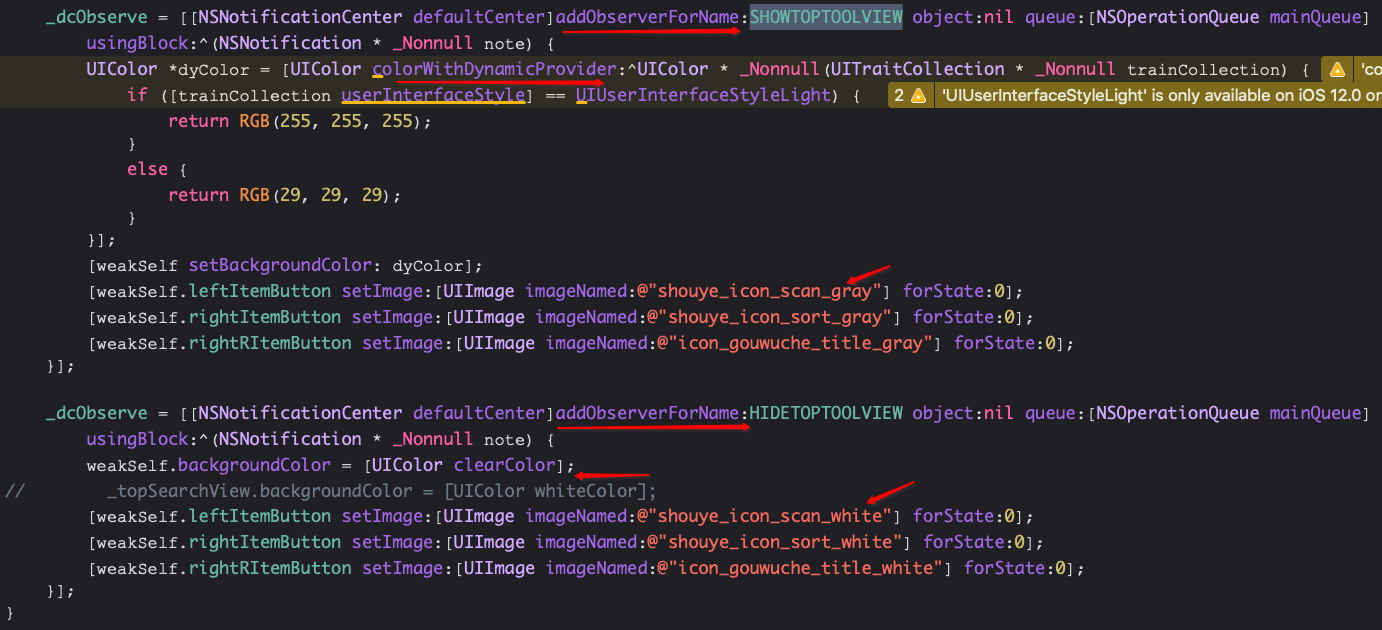 _dcObserve = [[NSNotificationCenter defaultCenter]addObserverForName:SHOWTOPTOOLVIEW object:nil queue:[NSOperationQueue mainQueue]
usingBlock:^(NSNotification * _Nonnull note) {
UIColor *dyColor = [UIColor colorWithDynamicProvider:^UIColor * _Nonnull(UITraitCollection * _Nonnull trainCollection) { 'co
if ([trainCollection userInterfaceStyle] == UIUserInterfaceStyleLight) { 2 'UIUserInterfaceStyleLight' is only available on iOS 12.0 or
return RGB(255, 255, 255);
}
else {
return RGB(29, 29, 29);
}
}];
[weakSelf setBackgroundColor: dyColor];
[weakSelf.leftItemButton setImage:[UIImage imageNamed:@"shouye_icon_scan_gray"] forState:0];
[weakSelf.rightItemButton setImage:[UIImage imageNamed:@"shouye_icon_sort_gray"] forState:0];
[weakSelf.rightRItemButton setImage:[UIImage imageNamed:@"icon_gouwuche_title_gray"] forState:0];
}];
_dcObserve = [[NSNotificationCenter defaultCenter]addObserverForName:HIDETOPTOOLVIEW object:nil queue:[NSOperationQueue mainQueue]
usingBlock:^(NSNotification * _Nonnull note) {
weakSelf.backgroundColor = [UIColor clearColor];
// _topSearchView.backgroundColor = [UIColor whiteColor];
[weakSelf.leftItemButton setImage:[UIImage imageNamed:@"shouye_icon_scan_white"] forState:0];
[weakSelf.rightItemButton setImage:[UIImage imageNamed:@"shouye_icon_sort_white"] forState:0];
[weakSelf.rightRItemButton setImage:[UIImage imageNamed:@"icon_gouwuche_title_white"] forState:0];
}];
}